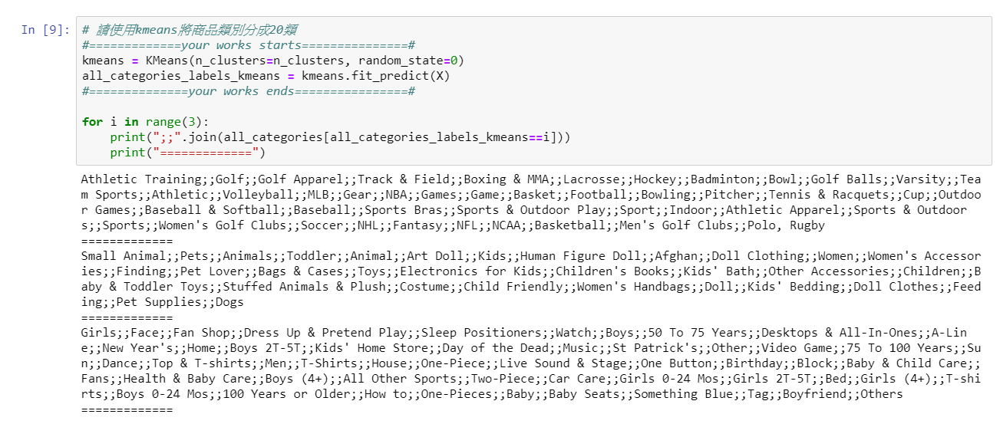 In [9]:
# 請使用kmeans將商品類別分成20類
#=============your works starts===============#
kmeans = KMeans(n_clusters=n_clusters, random_state=0)
all_categories_labels_kmeans = kmeans.fit_predict(X)
#==============your works ends================#
for i in range(3):
    print(";;".join(all_categories[all_categories_labels_kmeans==i]))
    print("=============")
Athletic Training;;Golf;;Golf Apparel;;Track & Field;;Boxing & MMA;;Lacrosse;;Hockey;;Badminton;;Bowl;;Golf Balls;;Varsity;;Tea
m Sports;;Athletic;;Volleyball;;MLB;;Gear;;NBA;;Games;;Game;;Basket;;Football;;Bowling;;Pitcher;;Tennis & Racquets;;Cup;;Outdoo
r Games;;Baseball & Softball;;Baseball;;Sports Bras;;Sports & Outdoor Play;;Sport;;Indoor;;Athletic Apparel;;Sports & Outdoor
s;;Sports;;Women's Golf Clubs;;Soccer;;NHL;;Fantasy;;NFL;;NCAA;;Basketball;;Men's Golf Clubs;;Polo, Rugby
=============
Small Animal;;Pets;;Animals;;Toddler;;Animal;;Art Doll;;Kids;;Human Figure Doll;;Afghan;;Doll Clothing;;Women;;Women's Accessor
ies;;Finding;;Pet Lover;;Bags & Cases;;Toys;;Electronics for Kids;;Children's Books;;Kids' Bath;;Other Accessories;;Children;;B
aby & Toddler Toys;;Stuffed Animals & Plush;;Costume;;Child Friendly;;Women's Handbags;;Doll;;Kids' Bedding;;Doll Clothes;;Feed
ing;;Pet Supplies;;Dogs
=============
Girls;;Face;;Fan Shop;;Dress Up & Pretend Play;;Sleep Positioners;;Watch;;Boys;;50 To 75 Years;;Desktops & All-In-Ones;;A-Lin
e;;New Year's;;Home;;Boys 2T-5T;;Kids' Home Store;;Day of the Dead;;Music;;St Patrick's;;Other;;Video Game;;75 To 100 Years;;Su
n;;Dance;;Top & T-shirts;;Men;;T-Shirts;;House;;One-Piece;;Live Sound & Stage;;One Button;;Birthday;;Block;;Baby & Child Care;;
Fans;;Health & Baby Care;;Boys (4+);;All Other Sports;;Two-Piece;;Car Care;;Girls 0-24 Mos;;Girls 2T-5T;;Bed;;Girls (4+);;T-shi
rts;;Boys 0-24 Mos;;100 Years or Older;;How to;;One-Pieces;;Baby;;Baby Seats;;Something Blue;;Tag;;Boyfriend;;Others
=============